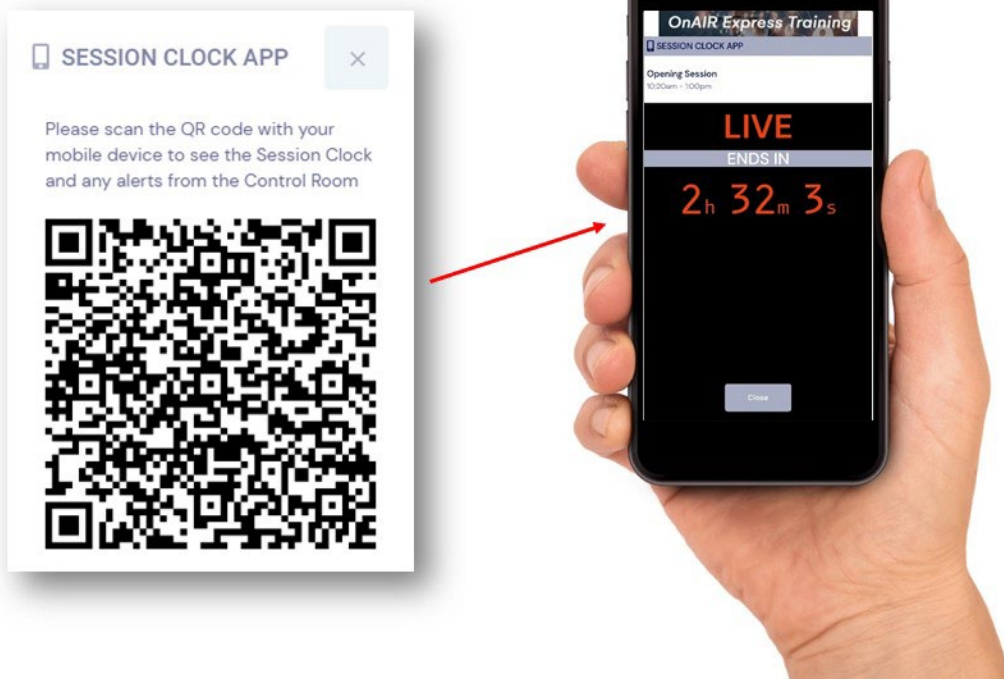 SESSION CLOCK APP
Please scan the QR code with your
mobile device to see the Session Clock
and any alerts from the Control Room
OnAIR Express Training
SESSION CLOCK APP
Opening Session
10:20am - 1:00pm
LIVE
ENDS IN
2h 32m 3s
Close